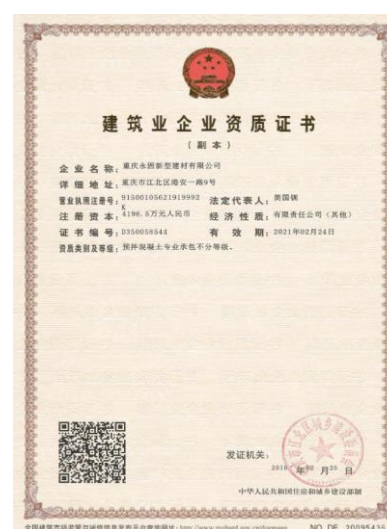 建筑业企业资质证书
（副本）
企业名称：重庆永固新型建材有限公司
详细地址：重庆市江北区港安一路9号
营业执照注册号：91500105621919992K 法定代表人：
注册资本：4196.5万元人民币 经济性质：有限责任公司（其他）
证书编号：D350058544 有效期：2021年02月24日
资质类别及等级：预拌混凝土专业承包不分等级。
发证机关：
年 月 日
中华人民共和国住房和城乡建设部制
NO.DF 20095435